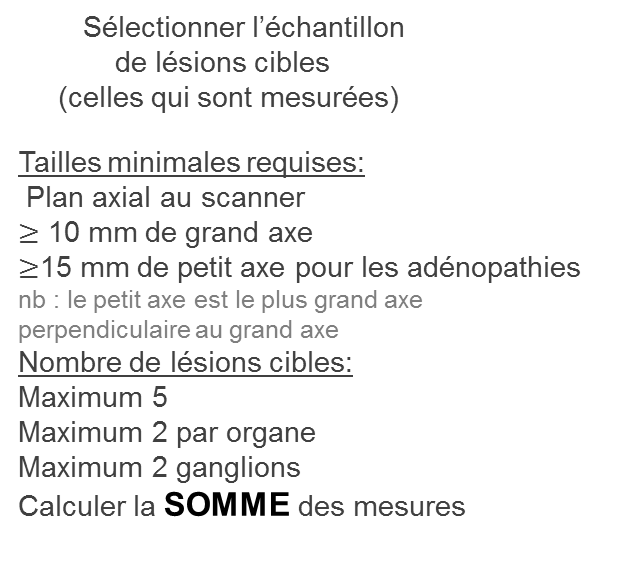 Sélectionner l’échantillon
de lésions cibles
(celles qui sont mesurées)
Tailles minimales requises:
Plan axial au scanner
≥ 10 mm de grand axe
≥15 mm de petit axe pour les adénopathies
nb : le petit axe est le plus grand axe
perpendiculaire au grand axe
Nombre de lésions cibles:
Maximum 5
Maximum 2 par organe
Maximum 2 ganglions
Calculer la SOMME des mesures